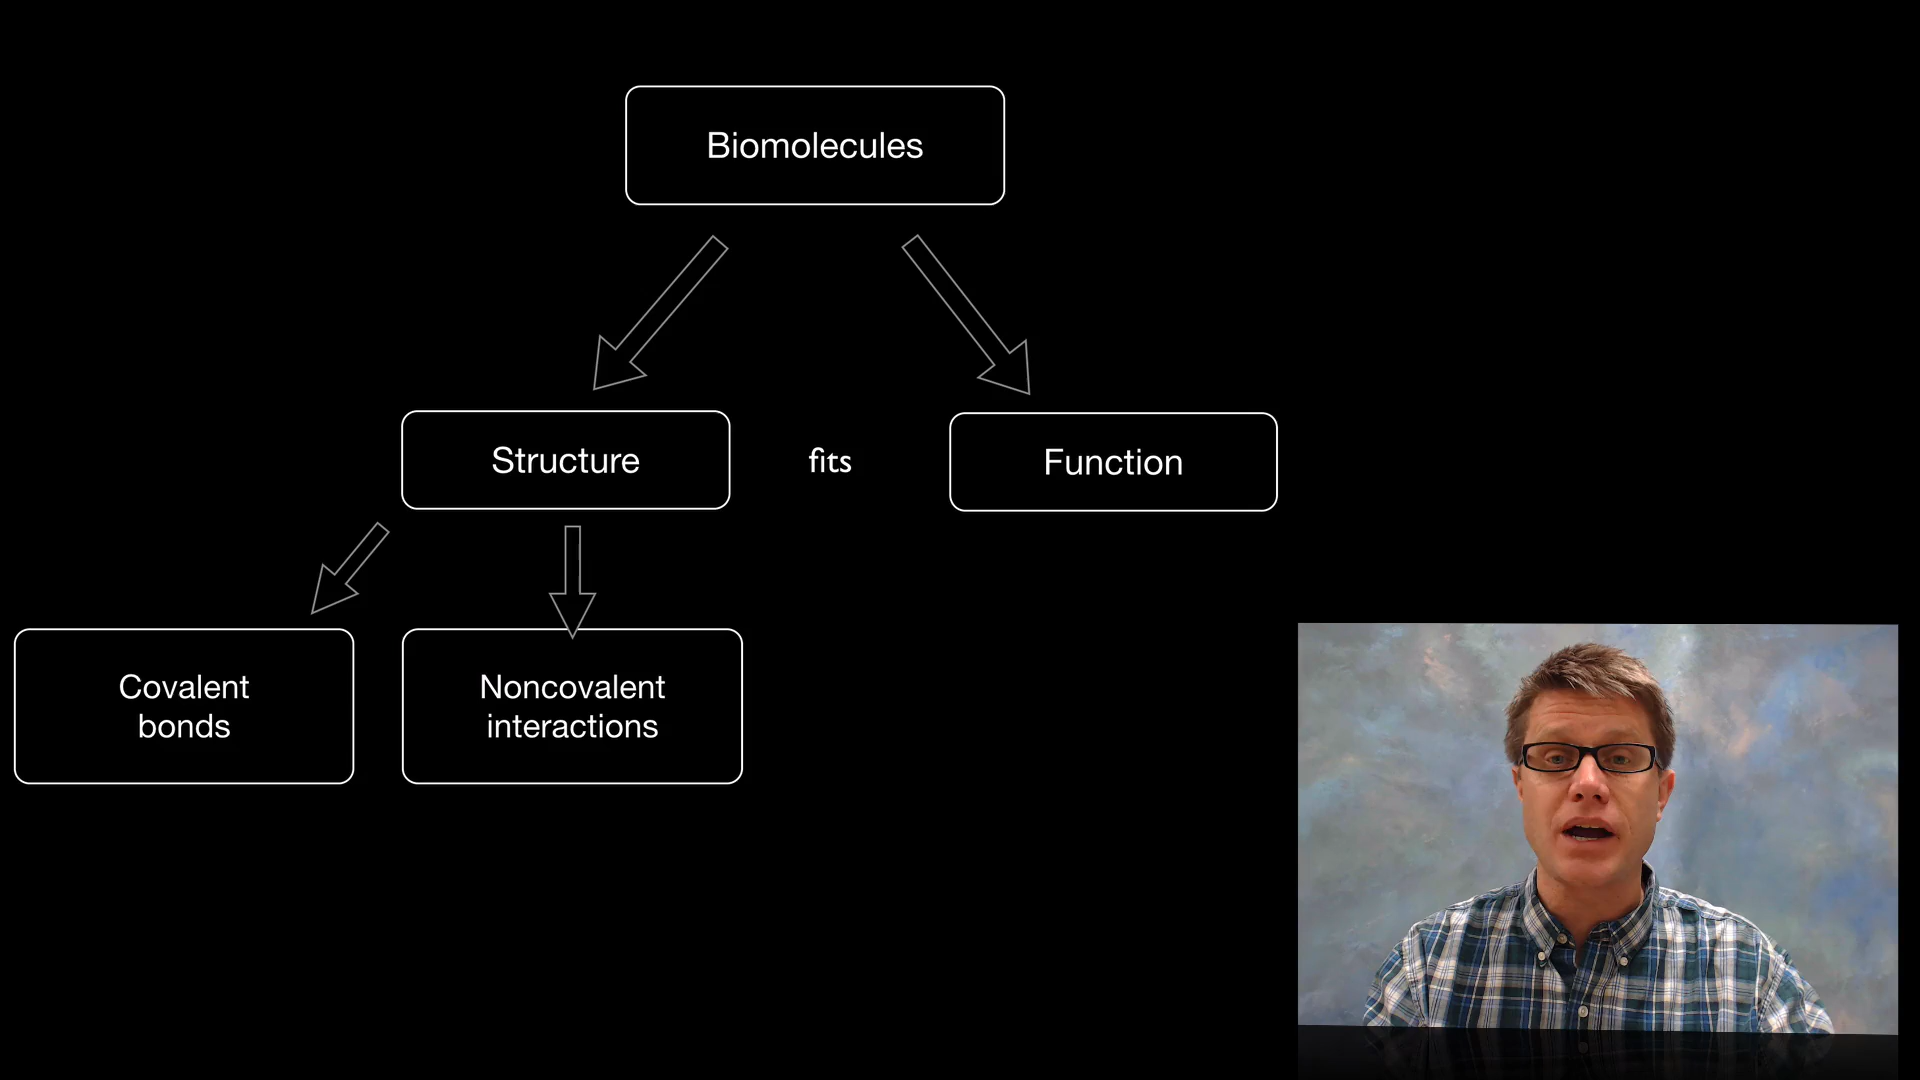 Biomolecules
Structure
fits
Function
Covalent
bonds
Noncovalent
interactions